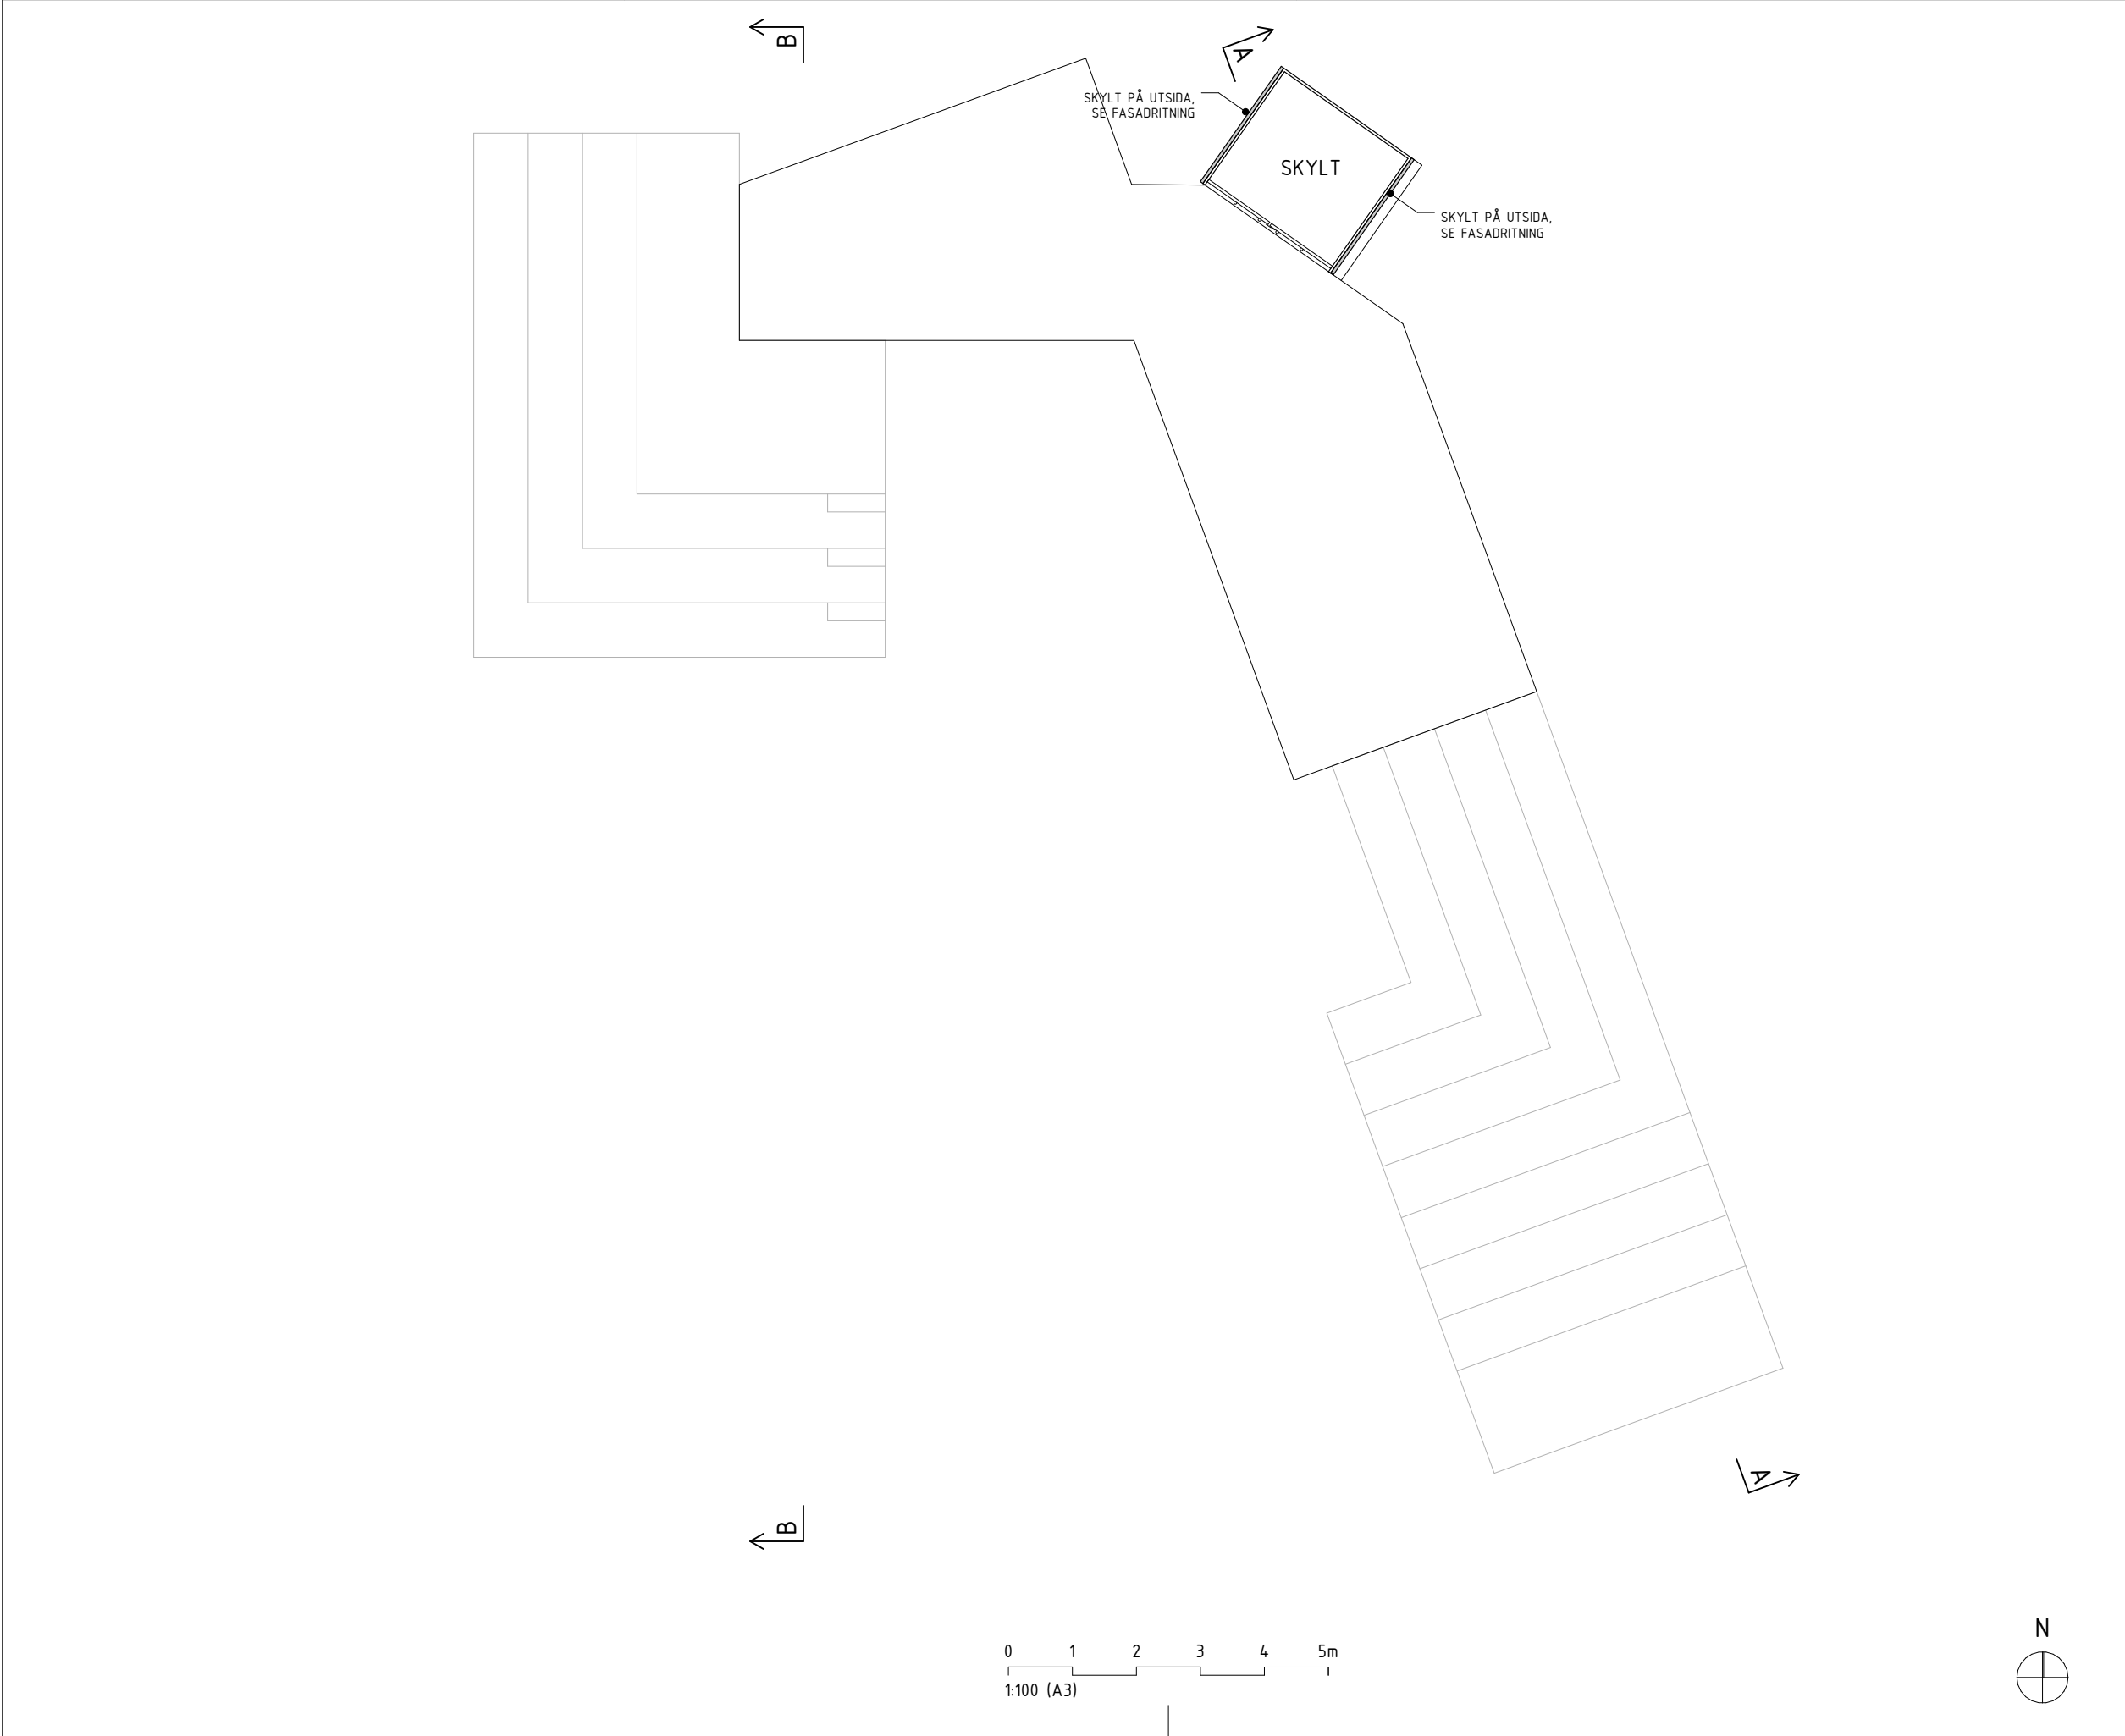 B
A
SKYLT PÅ UTSIDA,
SE FASADRITNING
SKYLT
SKYLT PÅ UTSIDA,
SE FASADRITNING
A
B
N
0 1 2 3 4 5m
1:100 (A3)